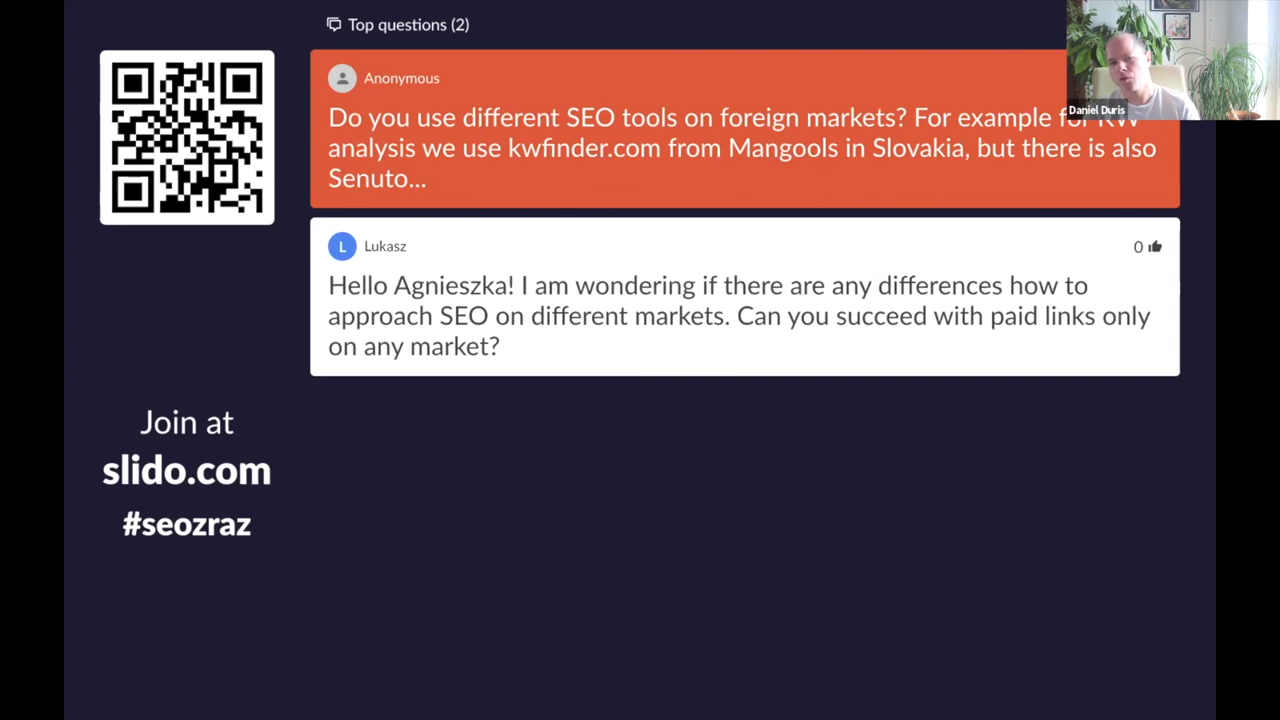 Top questions (2)
Anonymous
Daniel Duris
Do you use different SEO tools on foreign markets? For example for KW
analysis we use kwfinder.com from Mangools in Slovakia, but there is also
Senuto...
L Lukasz
0
Hello Agnieszka! I am wondering if there are any differences how to
approach SEO on different markets. Can you succeed with paid links only
on any market?
Join at
slido.com
#seozraz